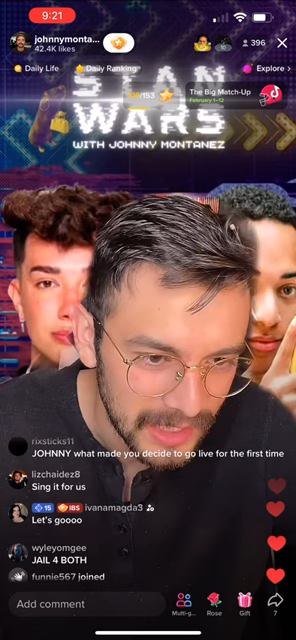 9:21
johnnymonta...
42.4K likes
396
Daily Life
Daily Ranking
Explore >
STAN
/153
The Big Match-Up
February 1–12
WARS
WITH JOHNNY MONTANEZ
rixsticks11
JOHNNY what made you decide to go live for the first time
lizchaidez8
Sing it for us
15 IBS ivanamagda3
Let's goooo
wyleyomgee
JAIL 4 BOTH
funnie567 joined
Add comment
Multi-g...
Rose
Gift
7